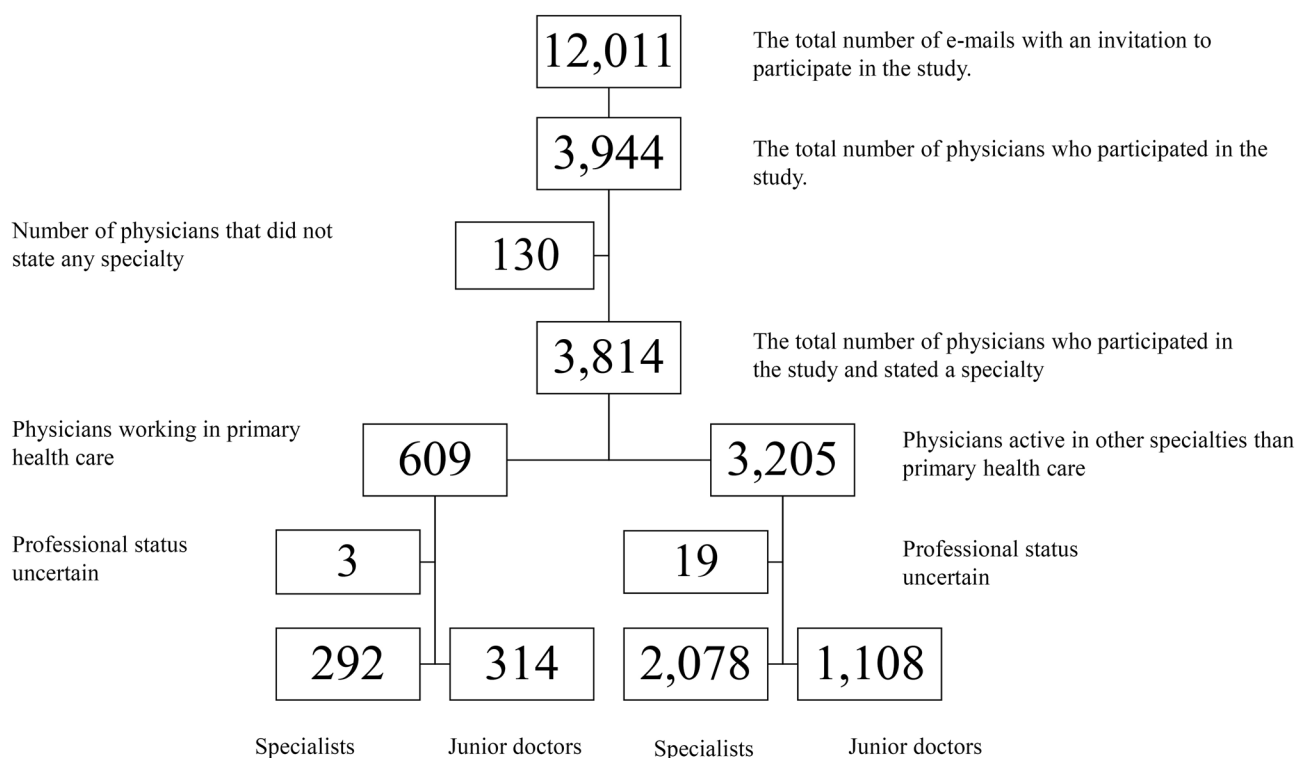 12,011
The total number of e-mails with an invitation to
participate in the study.
3,944
The total number of physicians who participated in the
study.
Number of physicians that did not
state any specialty
130
3,814
The total number of physicians who participated in
the study and stated a specialty
Physicians working in primary
health care
609
3,205
Physicians active in other specialties than
primary health care
Professional status
uncertain
3
19
Professional status
uncertain
292
314
2,078
1,108
Specialists
Junior doctors
Specialists
Junior doctors